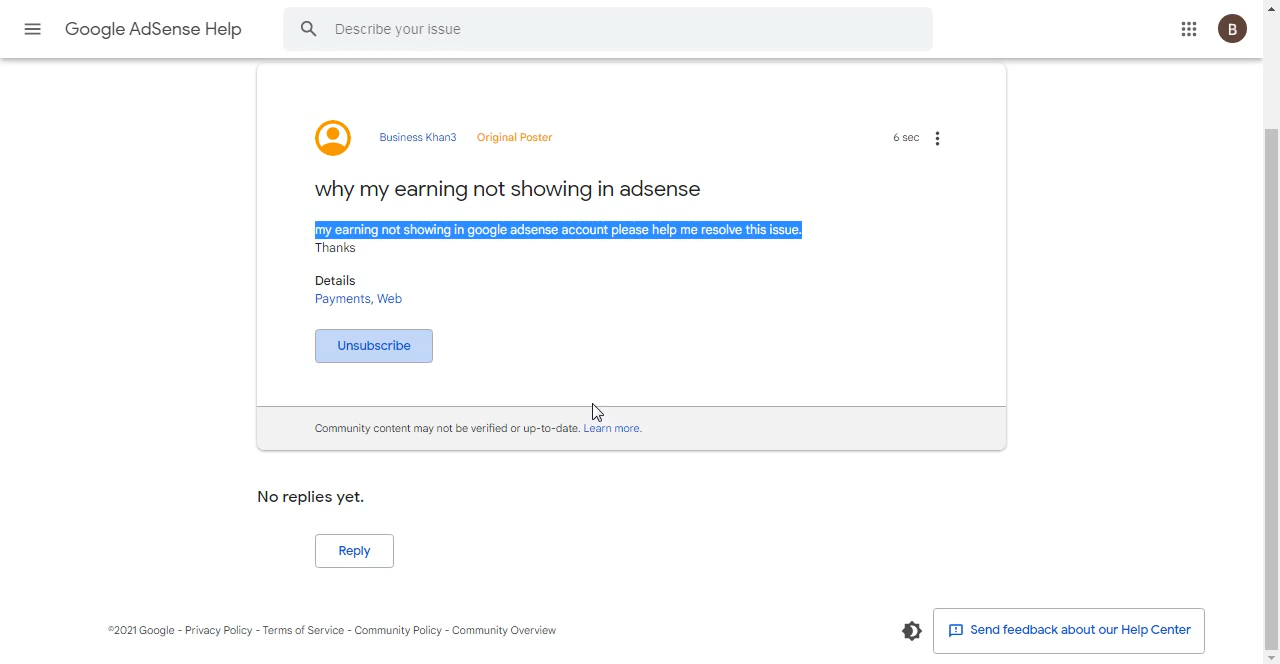 Google AdSense Help
Describe your issue
B
Business Khan3 Original Poster 6 sec
why my earning not showing in adsense
my earning not showing in google adsense account please help me resolve this issue.
Thanks
Details
Payments, Web
Unsubscribe
Community content may not be verified or up-to-date. Learn more.
No replies yet.
Reply
©2021 Google - Privacy Policy - Terms of Service - Community Policy - Community Overview
Send feedback about our Help Center